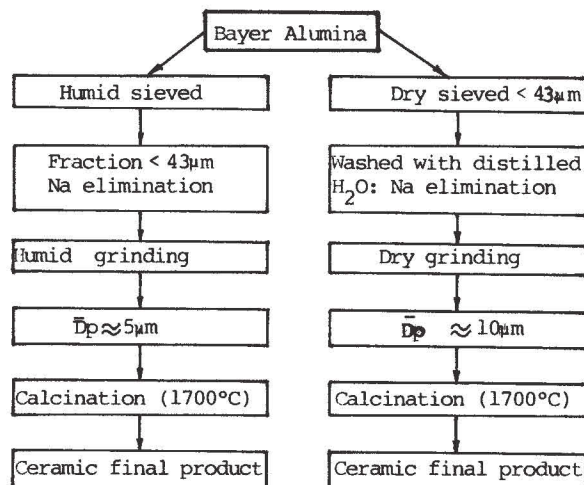 Bayer Alumina
Humid sieved
Fraction < 43μm
Na elimination
Humid grinding
D̄p ≈ 5μm
Calcination (1700°C)
Ceramic final product
Dry sieved < 43μm
Washed with distilled
H₂O: Na elimination
Dry grinding
D̄p ≈ 10μm
Calcination (1700°C)
Ceramic final product